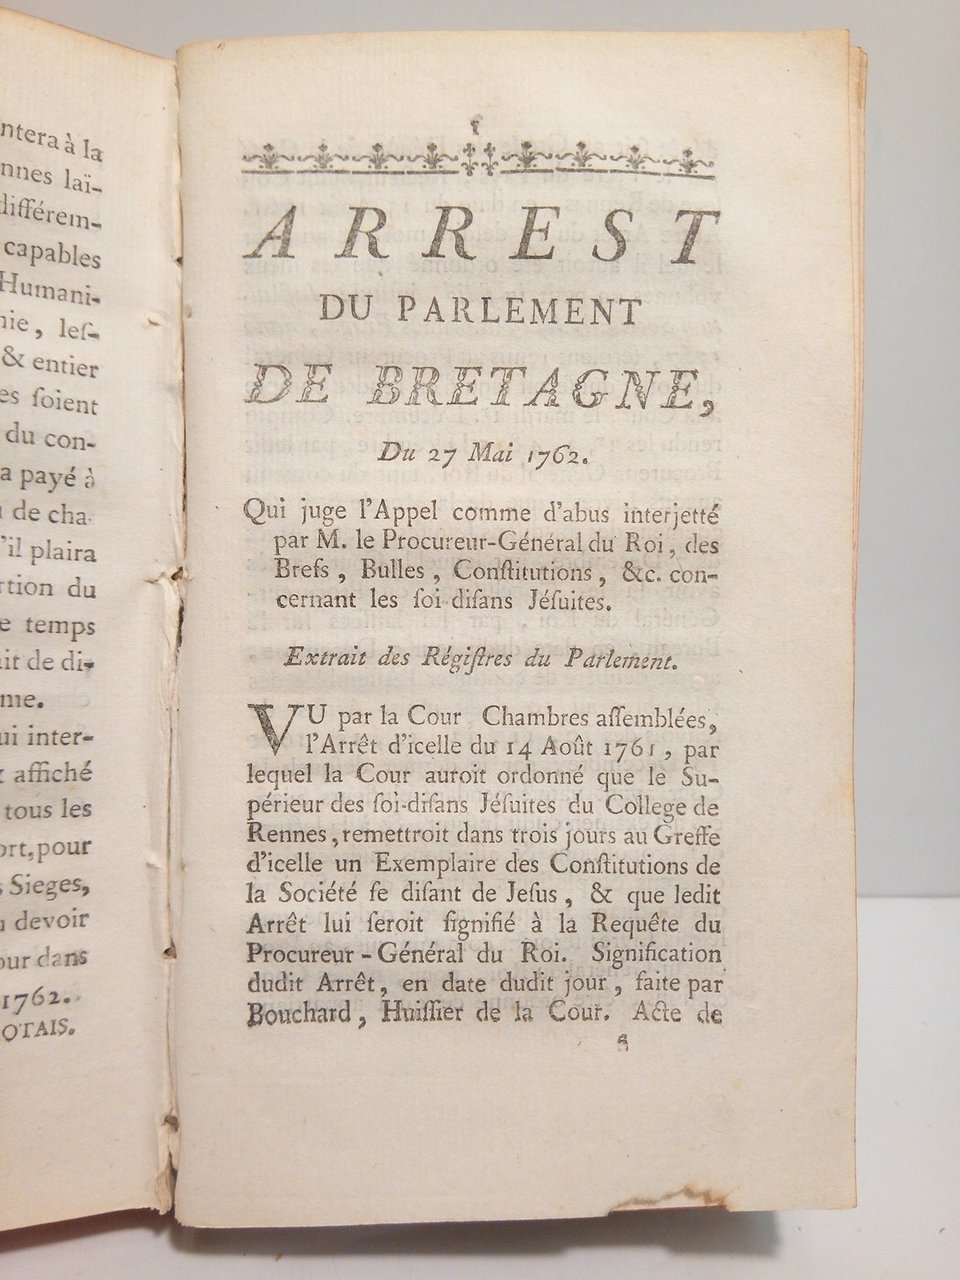 ntera à la
nnes laï-
différem-
capables
Humani-
nie, leſ-
& entier
es ſoient
du con-
a payé à
de cha-
'il plaira
rtion du
e temps
it de di-
me.
ui inter-
affiché
tous les
ort, pour
Sieges,
devoir
our dans
1762.
OTAIS.
ARREST
DU PARLEMENT
DE BRETAGNE,
Du 27 Mai 1762.
Qui juge l'Appel comme d'abus interjetté
par M. le Procureur-Général du Roi, des
Brefs, Bulles, Conſtitutions, &c. con-
cernant les ſoi-diſans Jéſuites.
Extrait des Régiſtres du Parlement.
VU par la Cour Chambres aſſemblées,
l'Arrêt d'icelle du 14 Août 1761, par
lequel la Cour auroit ordonné que le Su-
périeur des ſoi-diſans Jéſuites du College de
Rennes, remettroit dans trois jours au Greffe
d'icelle un Exemplaire des Conſtitutions de
la Société ſe diſant de Jeſus, & que ledit
Arrêt lui ſeroit ſignifié à la Requête du
Procureur-Général du Roi. Signification
dudit Arrêt, en date dudit jour, faite par
Bouchard, Huiſſier de la Cour. Acte de